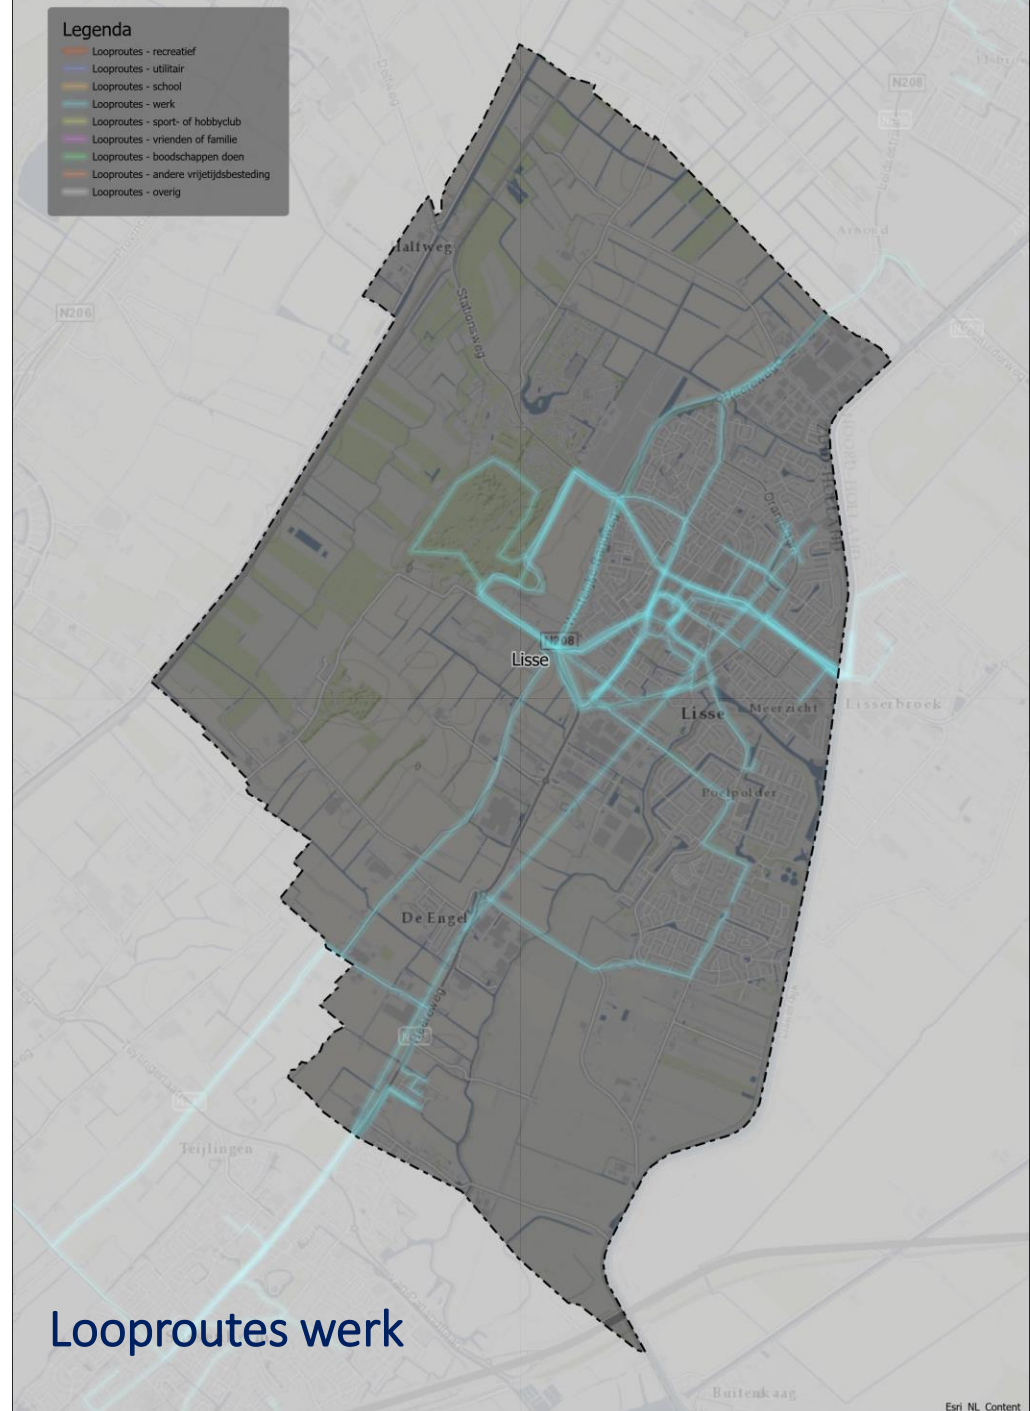 Legenda
Looproutes - recreatief
Looproutes - utilitair
Looproutes - school
Looproutes - werk
Looproutes - sport- of hobbyclub
Looproutes - vrienden of familie
Looproutes - boodschappen doen
Looproutes - andere vrijetijdsbesteding
Looproutes - overig
N208
Halfweg
N206
Stationsweg
Heereweg
N208
Lisse
Lisse
Meerzicht
Lisserbroek
Poelpolder
De Engel
Heereweg
Teijlingen
Looproutes werk
Buitenkaag
Esri NL Content